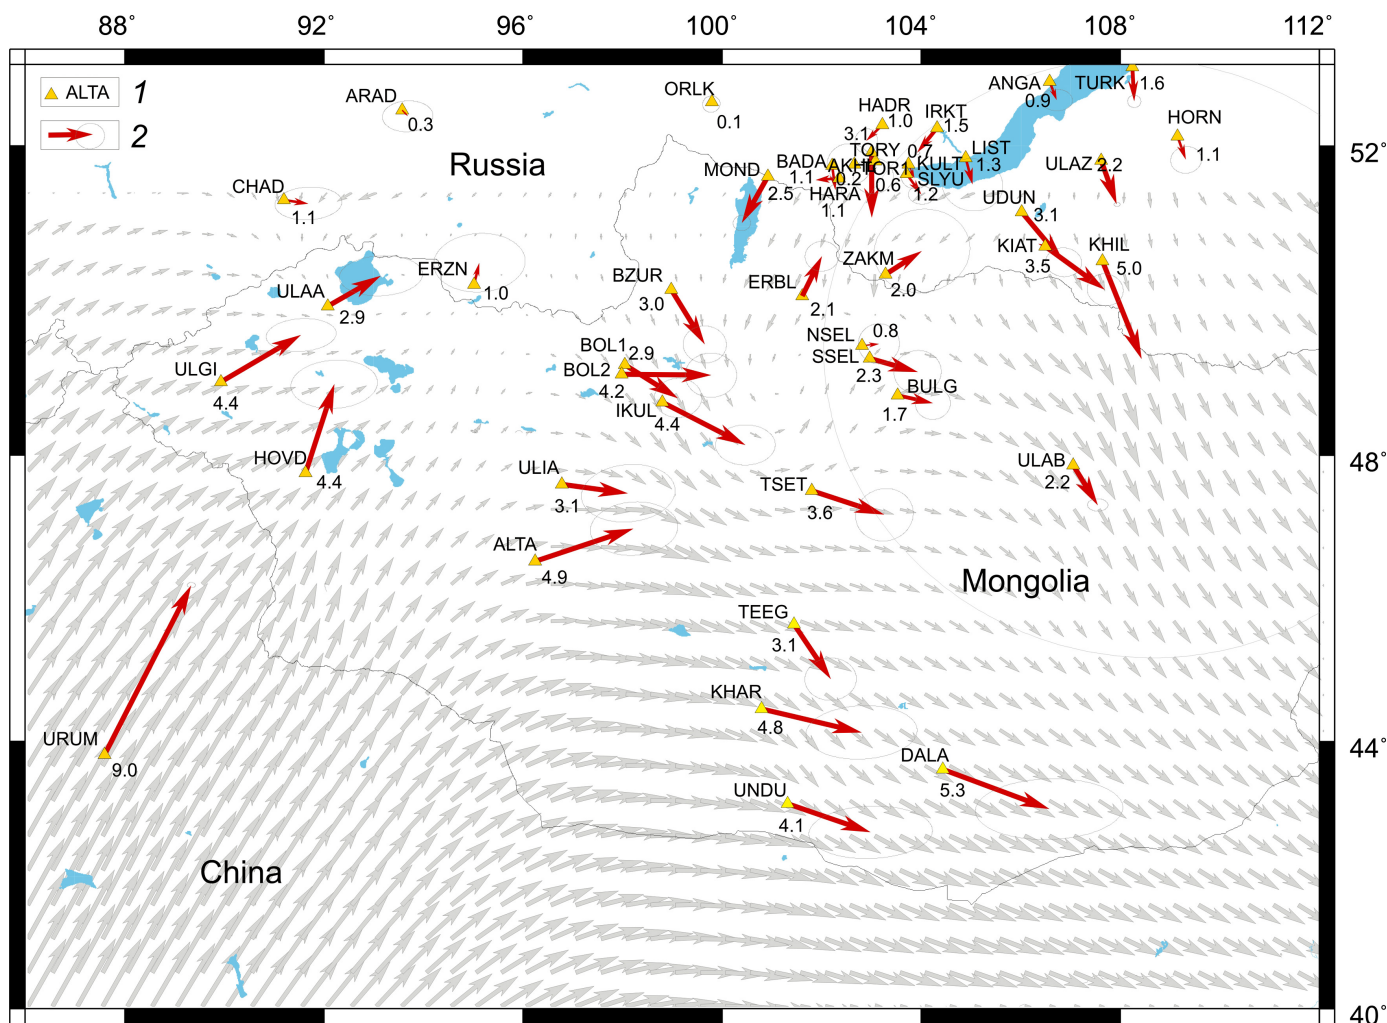 88° 92° 96° 100° 104° 108° 112°
ALTA 1
2
ARAD
0.3
ORLK
0.1
HADR
1.0
3.1
IRKT
1.5
ANGA
0.9
TURK
1.6
HORN
1.1
52°
Russia
MOND
2.5
BADA
1.1
HARA
1.1
0.2
TORY
TOR1
0.6
0.7
KULT
SLYU
1.2
LIST
1.3
ULAZ
2.2
CHAD
1.1
UDUN
3.1
KIAT
3.5
KHIL
5.0
ERZN
1.0
ULAA
2.9
BZUR
3.0
ERBL
2.1
ZAKM
2.0
NSEL
0.8
SSEL
2.3
BOL1
2.9
BOL2
4.2
ULGI
4.4
IKUL
4.4
BULG
1.7
HOVD
4.4
ULIA
3.1
TSET
3.6
ULAB
2.2
48°
ALTA
4.9
Mongolia
TEEG
3.1
KHAR
4.8
URUM
9.0
44°
DALA
5.3
UNDU
4.1
China
40°